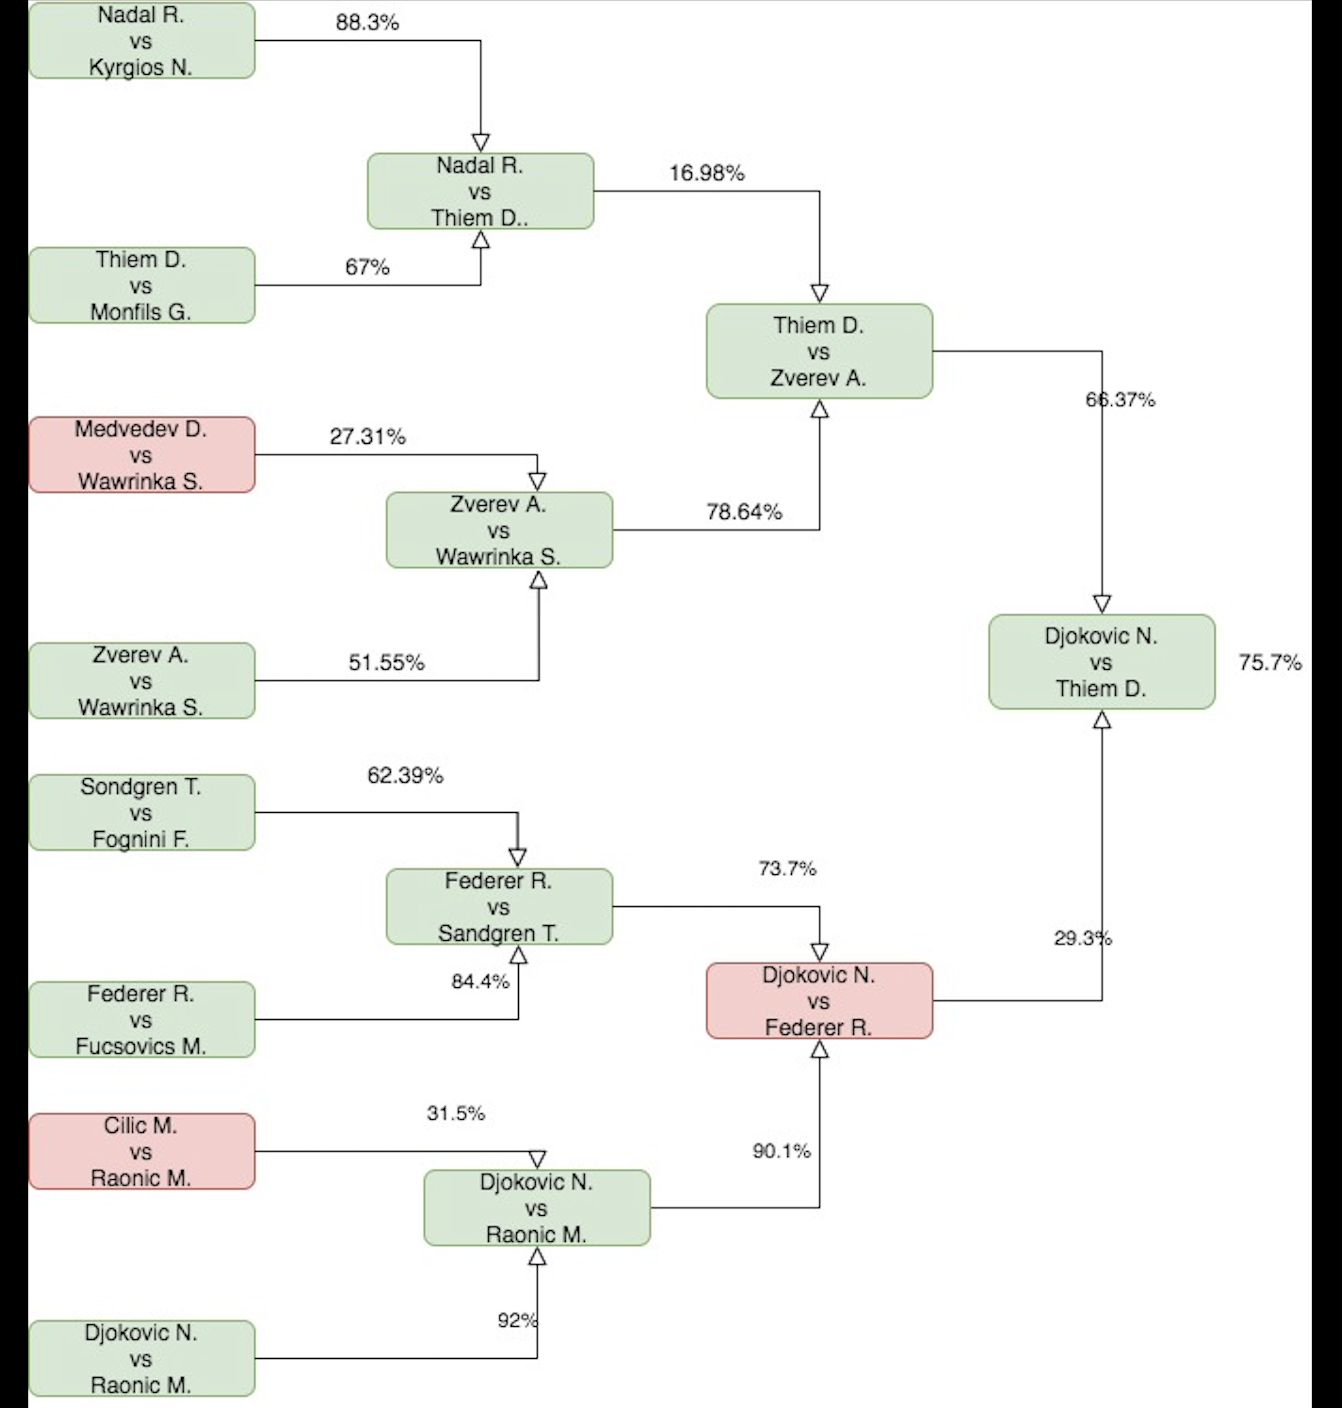 Nadal R.
vs
Kyrgios N.
88.3%
Nadal R.
vs
Thiem D..
16.98%
Thiem D.
vs
Monfils G.
67%
Thiem D.
vs
Zverev A.
66.37%
Medvedev D.
vs
Wawrinka S.
27.31%
Zverev A.
vs
Wawrinka S.
78.64%
Zverev A.
vs
Wawrinka S.
51.55%
Djokovic N.
vs
Thiem D.
75.7%
Sondgren T.
vs
Fognini F.
62.39%
Federer R.
vs
Sandgren T.
73.7%
Federer R.
vs
Fucsovics M.
84.4%
Djokovic N.
vs
Federer R.
29.3%
Cilic M.
vs
Raonic M.
31.5%
Djokovic N.
vs
Raonic M.
90.1%
Djokovic N.
vs
Raonic M.
92%